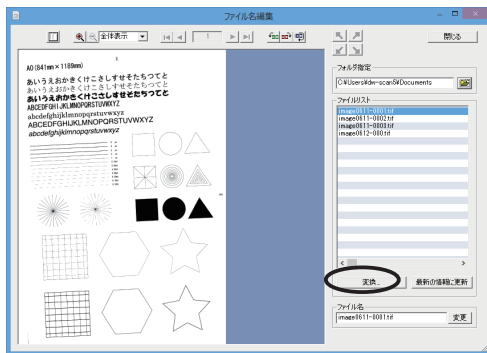 ファイル名編集
全体表示
1
閉じる
フォルダ指定
C:¥Users¥dw-scan5¥Documents
ファイルリスト
image0611-0001.tif
image0611-0002.tif
image0611-0003.tif
image0612-0001.tif
変換...
最新の情報に更新
ファイル名
image0611-0001.tif
変更
A0(841mm×1189mm)
あいうえおかきくけこさしすせそたちつてと
あいうえおかきくけこさしすせそたちつてと
あいうえおかきくけこさしすせそたちつてと
ABCEDFGHIJKLMNOPQRSTUVWXYZ
abcdefghijklmnopqrstuvwxyz
ABCEDFGHIJKLMNOPQRSTUVWXYZ
abcdefghijklmnopqrstuvwxyz